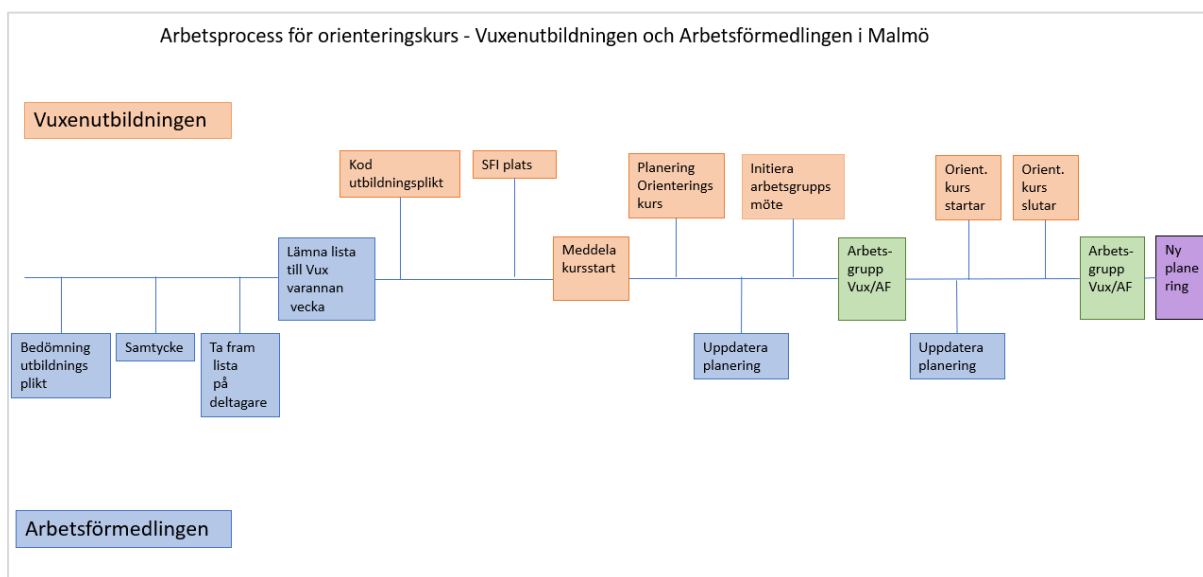 Arbetsprocess för orienteringskurs - Vuxenutbildningen och Arbetsförmedlingen i Malmö
Vuxenutbildningen
Kod
utbildningsplikt
SFI plats
Planering
Orienterings
kurs
Initiera
arbetsgrupps
möte
Orient.
kurs
startar
Orient.
kurs
slutar
Lämna lista
till Vux
varannan
vecka
Meddela
kursstart
Arbets-
grupp
Vux/AF
Arbets-
grupp
Vux/AF
Ny
plane
ring
Bedömning
utbildnings
plikt
Samtycke
Ta fram
lista
på
deltagare
Uppdatera
planering
Uppdatera
planering
Arbetsförmedlingen